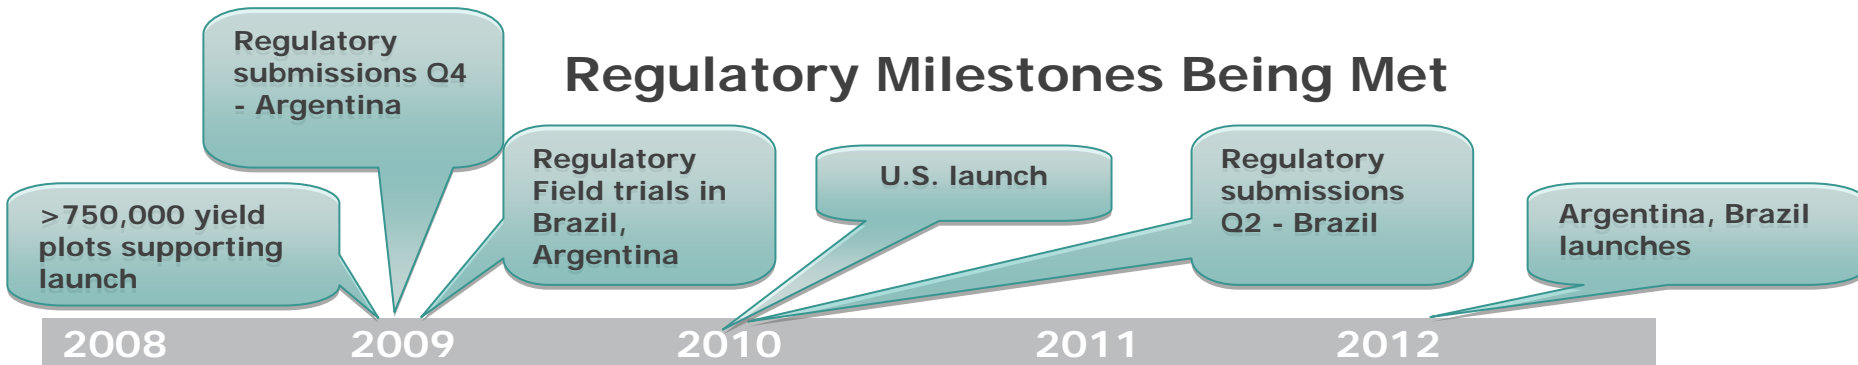 Regulatory Milestones Being Met
>750,000 yield
plots supporting
launch
Regulatory
submissions Q4
- Argentina
Regulatory
Field trials in
Brazil,
Argentina
U.S. launch
Regulatory
submissions
Q2 - Brazil
Argentina, Brazil
launches
2008
2009
2010
2011
2012